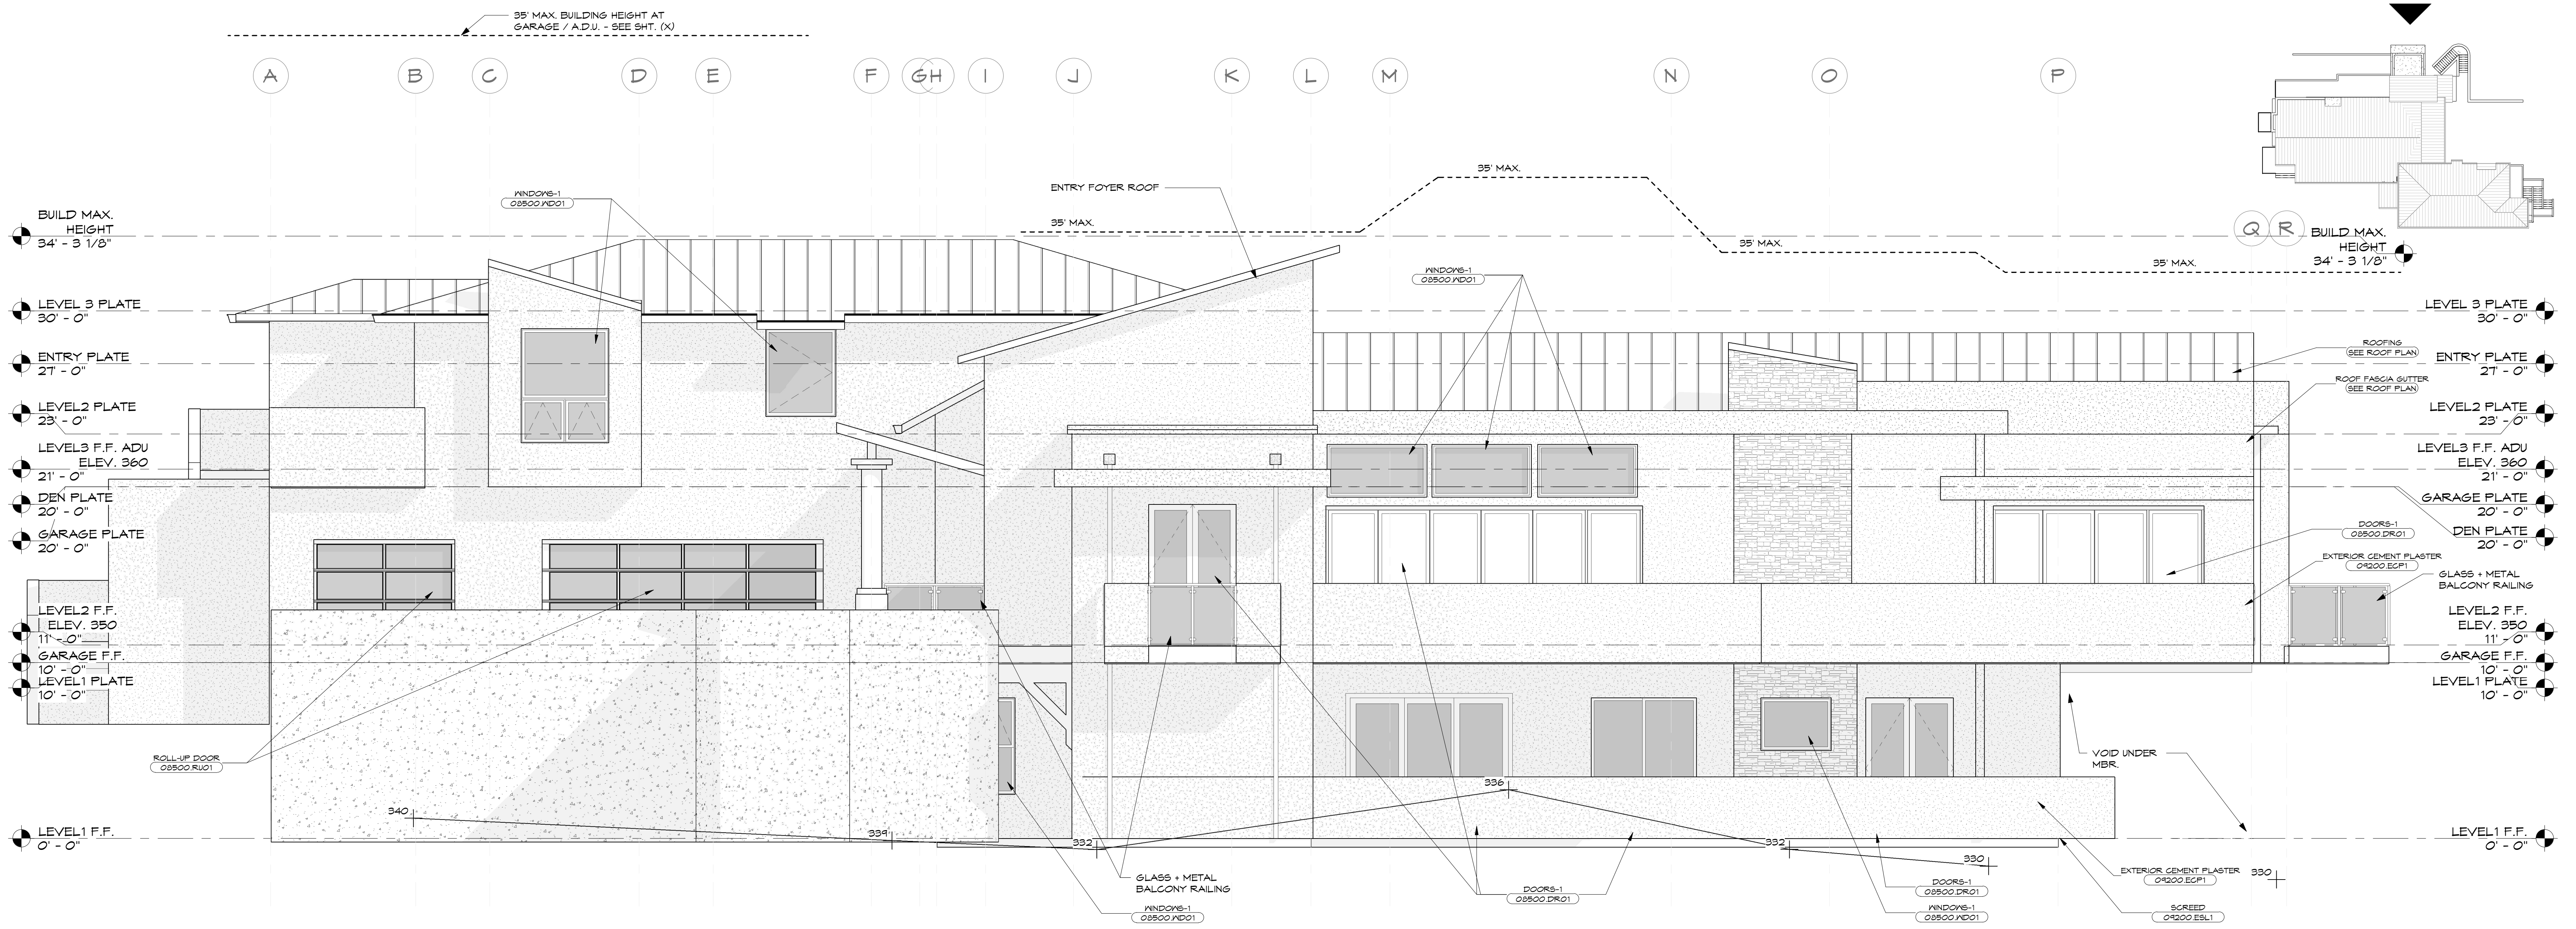 35' MAX. BUILDING HEIGHT AT
GARAGE / A.D.U. - SEE SHT. (X)
A
B
C
D
E
F
G
H
I
J
K
L
M
N
O
P
Q
R
35' MAX.
35' MAX.
35' MAX.
35' MAX.
WINDOWS-1
08500.WD01
ENTRY FOYER ROOF
WINDOWS-1
08500.WD01
BUILD MAX.
HEIGHT
34' - 3 1/8"
LEVEL 3 PLATE
30' - 0"
ENTRY PLATE
27' - 0"
LEVEL2 PLATE
23' - 0"
LEVEL3 F.F. ADU
ELEV. 360
21' - 0"
DEN PLATE
20' - 0"
GARAGE PLATE
20' - 0"
LEVEL2 F.F.
ELEV. 350
11' - 0"
GARAGE F.F.
10' - 0"
LEVEL1 PLATE
10' - 0"
LEVEL1 F.F.
0' - 0"
ROLL-UP DOOR
08500.RU01
340
339
332
336
332
330
330
GLASS + METAL
BALCONY RAILING
WINDOWS-1
08500.WD01
DOORS-1
08500.DR01
DOORS-1
08500.DR01
WINDOWS-1
08500.WD01
EXTERIOR CEMENT PLASTER
09200.ECP1
SCREED
09200.ESL1
VOID UNDER
MBR.
BUILD MAX.
HEIGHT
34' - 3 1/8"
LEVEL 3 PLATE
30' - 0"
ROOFING
SEE ROOF PLAN
ENTRY PLATE
27' - 0"
ROOF FASCIA GUTTER
(SEE ROOF PLAN)
LEVEL2 PLATE
23' - 0"
LEVEL3 F.F. ADU
ELEV. 360
21' - 0"
GARAGE PLATE
20' - 0"
DOORS-1
08500.DR01
DEN PLATE
20' - 0"
EXTERIOR CEMENT PLASTER
09200.ECP1
GLASS + METAL
BALCONY RAILING
LEVEL2 F.F.
ELEV. 350
11' - 0"
GARAGE F.F.
10' - 0"
LEVEL1 PLATE
10' - 0"
LEVEL1 F.F.
0' - 0"